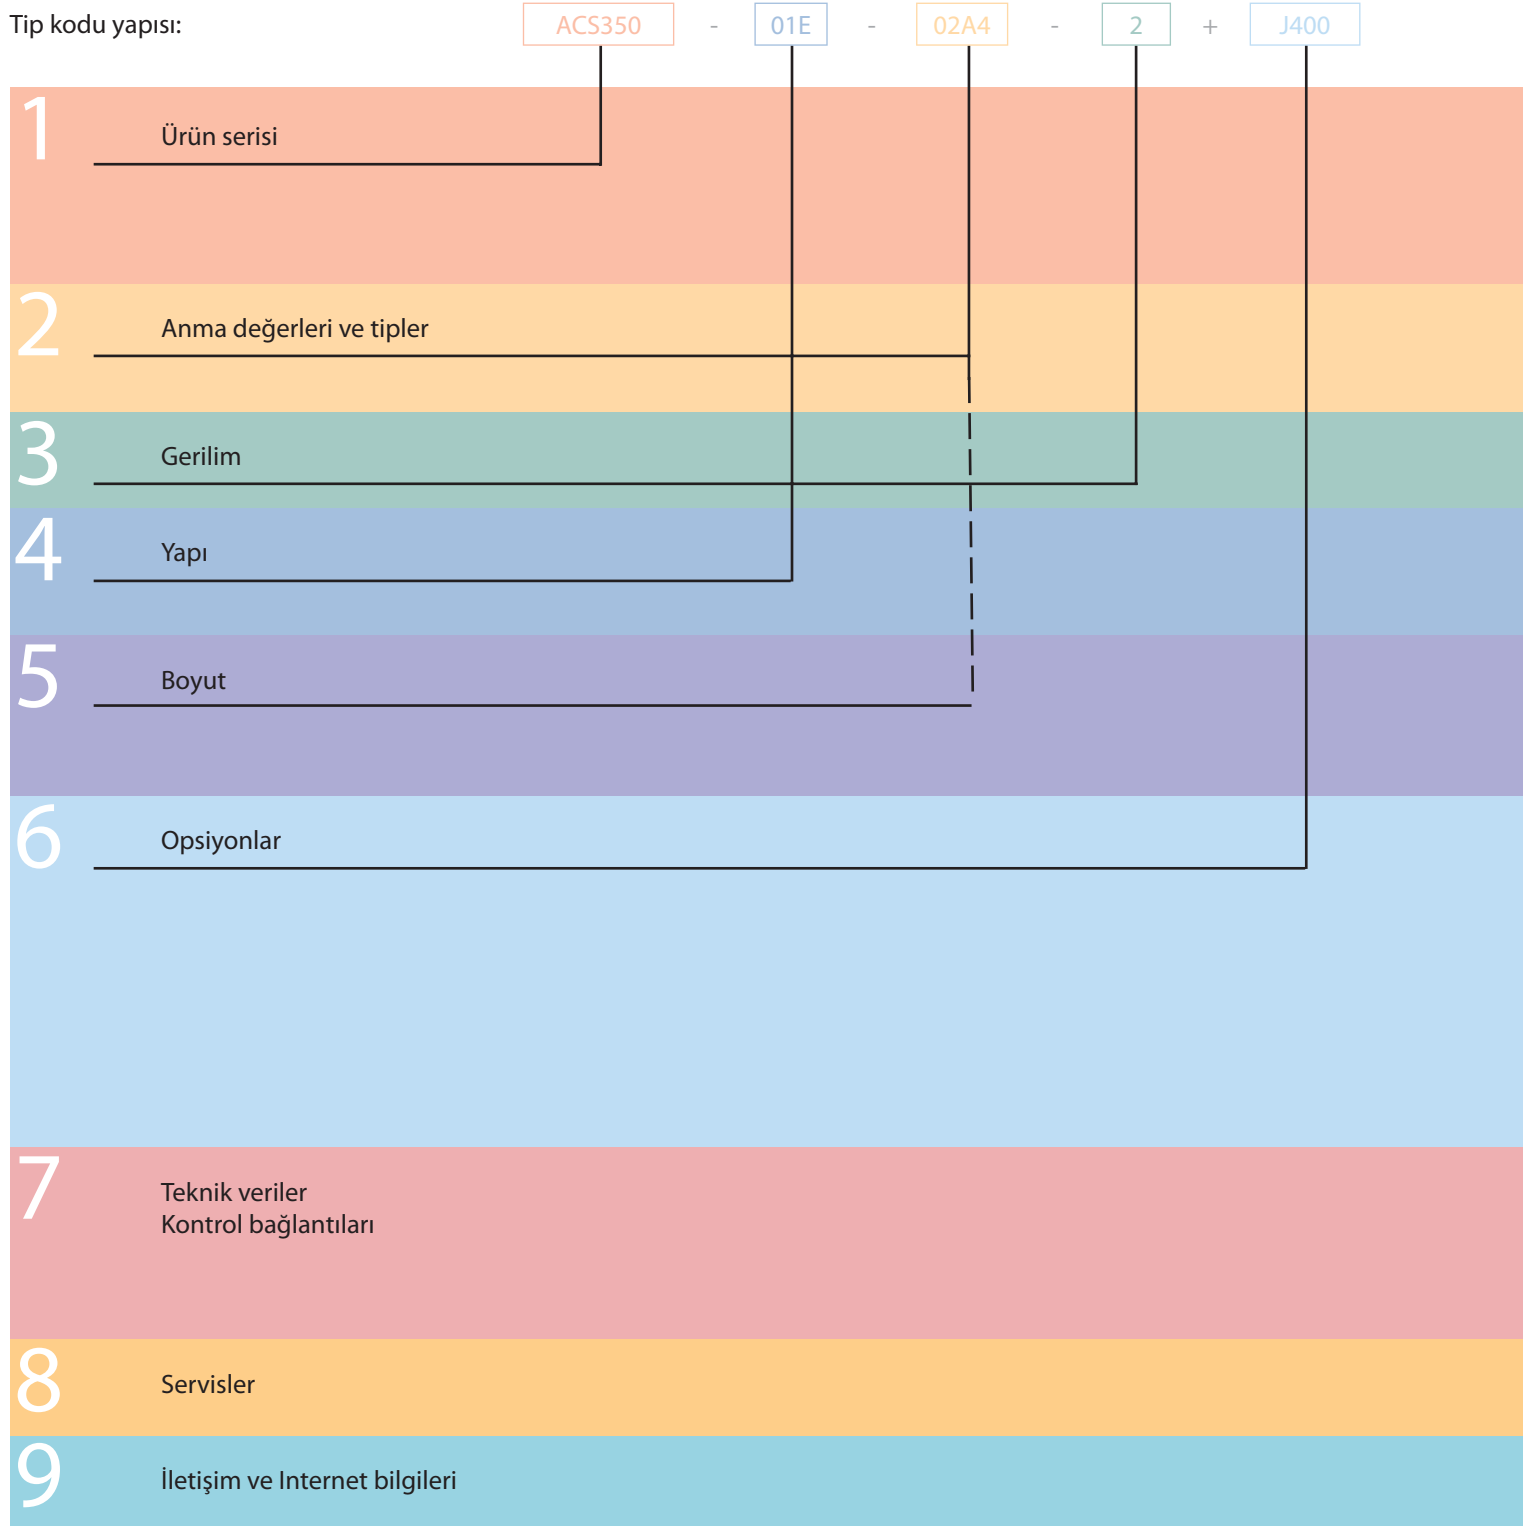 Tip kodu yapısı: ACS350 - 01E - 02A4 - 2 + J400
1 Ürün serisi
2 Anma değerleri ve tipler
3 Gerilim
4 Yapı
5 Boyut
6 Opsiyonlar
7 Teknik veriler
Kontrol bağlantıları
8 Servisler
9 İletişim ve Internet bilgileri